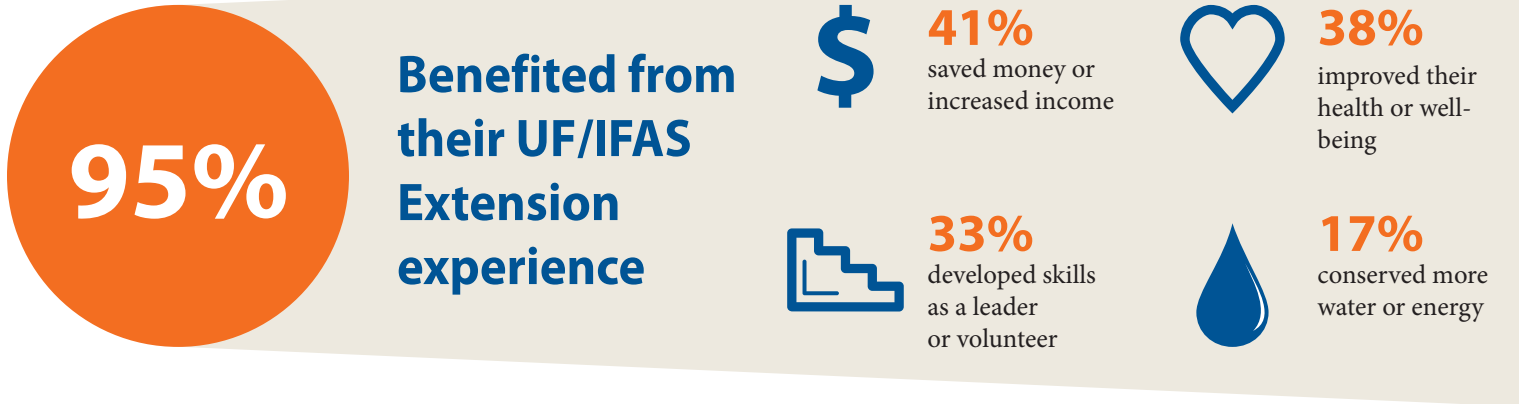 95%
Benefited from
their UF/IFAS
Extension
experience
$
41%
saved money or
increased income
38%
improved their
health or well-
being
33%
developed skills
as a leader
or volunteer
17%
conserved more
water or energy